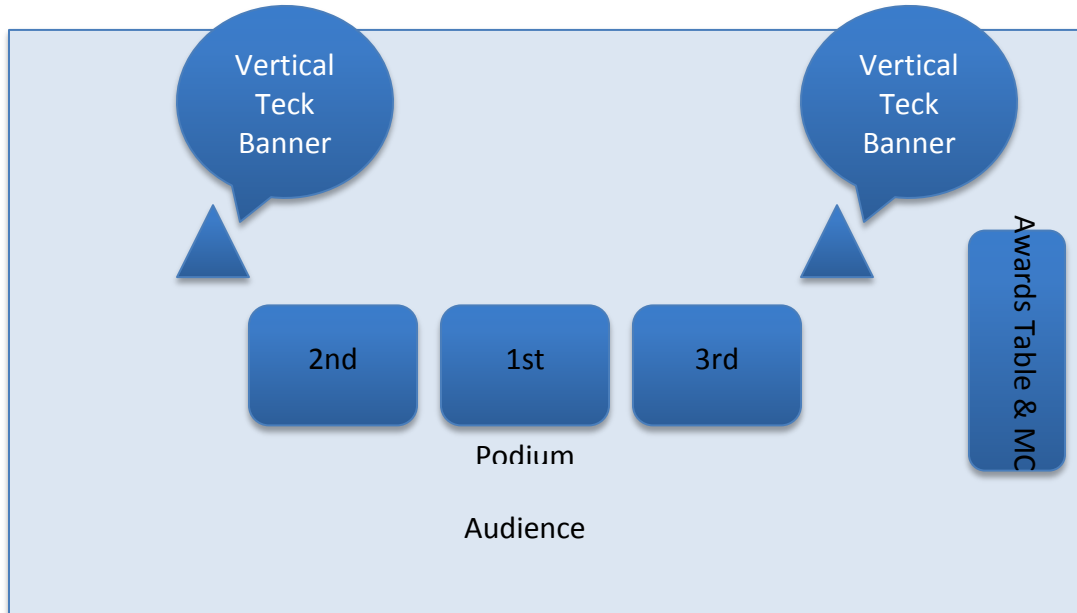 Vertical
Teck
Banner
Vertical
Teck
Banner
Awards Table & MC
2nd
1st
3rd
Podium
Audience